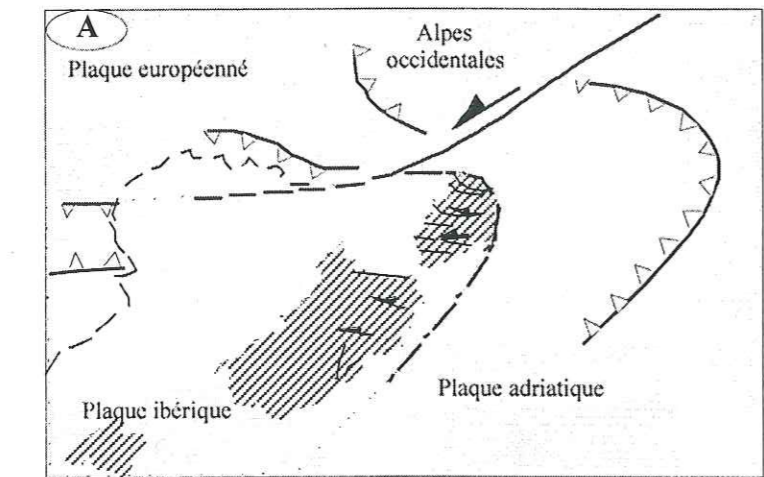 A
Alpes
occidentales
Plaque européenné
Plaque adriatique
Plaque ibérique